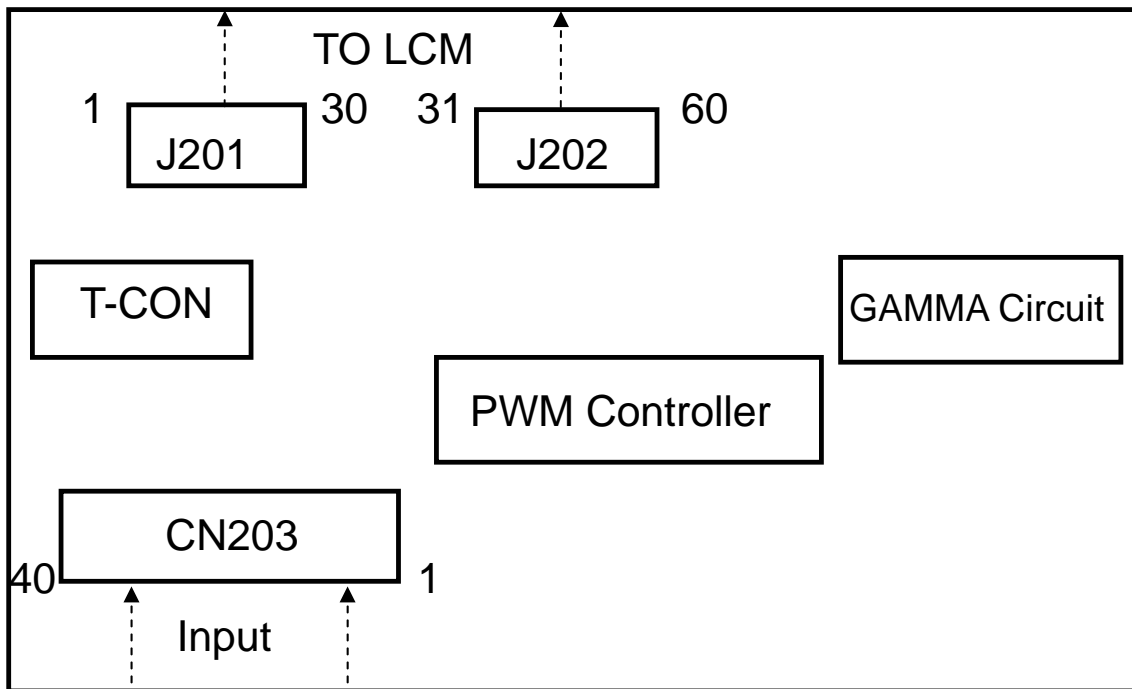 TO LCM
1
30
31
60
J201
J202
T-CON
GAMMA Circuit
PWM Controller
CN203
40
1
Input